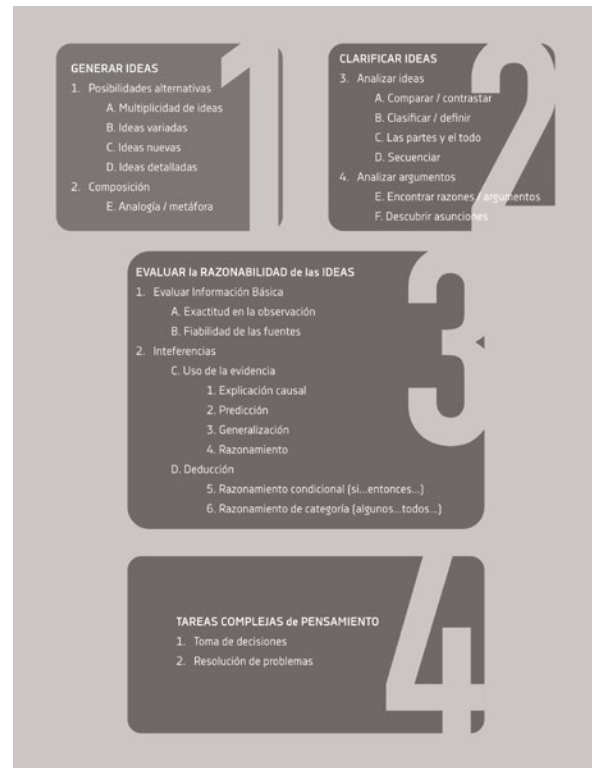 1
GENERAR IDEAS
1. Posibilidades alternativas
A. Multiplicidad de ideas
B. Ideas variadas
C. Ideas nuevas
D. Ideas detalladas
2. Composición
E. Analogía / metáfora
2
CLARIFICAR IDEAS
3. Analizar ideas
A. Comparar / contrastar
B. Clasificar / definir
C. Las partes y el todo
D. Secuenciar
4. Analizar argumentos
E. Encontrar razones / argumentos
F. Descubrir asunciones
3
EVALUAR la RAZONABILIDAD de las IDEAS
1. Evaluar Información Básica
A. Exactitud en la observación
B. Fiabilidad de las fuentes
2. Inteferencias
C. Uso de la evidencia
1. Explicación causal
2. Predicción
3. Generalización
4. Razonamiento
D. Deducción
5. Razonamiento condicional (si...entonces...)
6. Razonamiento de categoría (algunos...todos...)
4
TAREAS COMPLEJAS de PENSAMIENTO
1. Toma de decisiones
2. Resolución de problemas